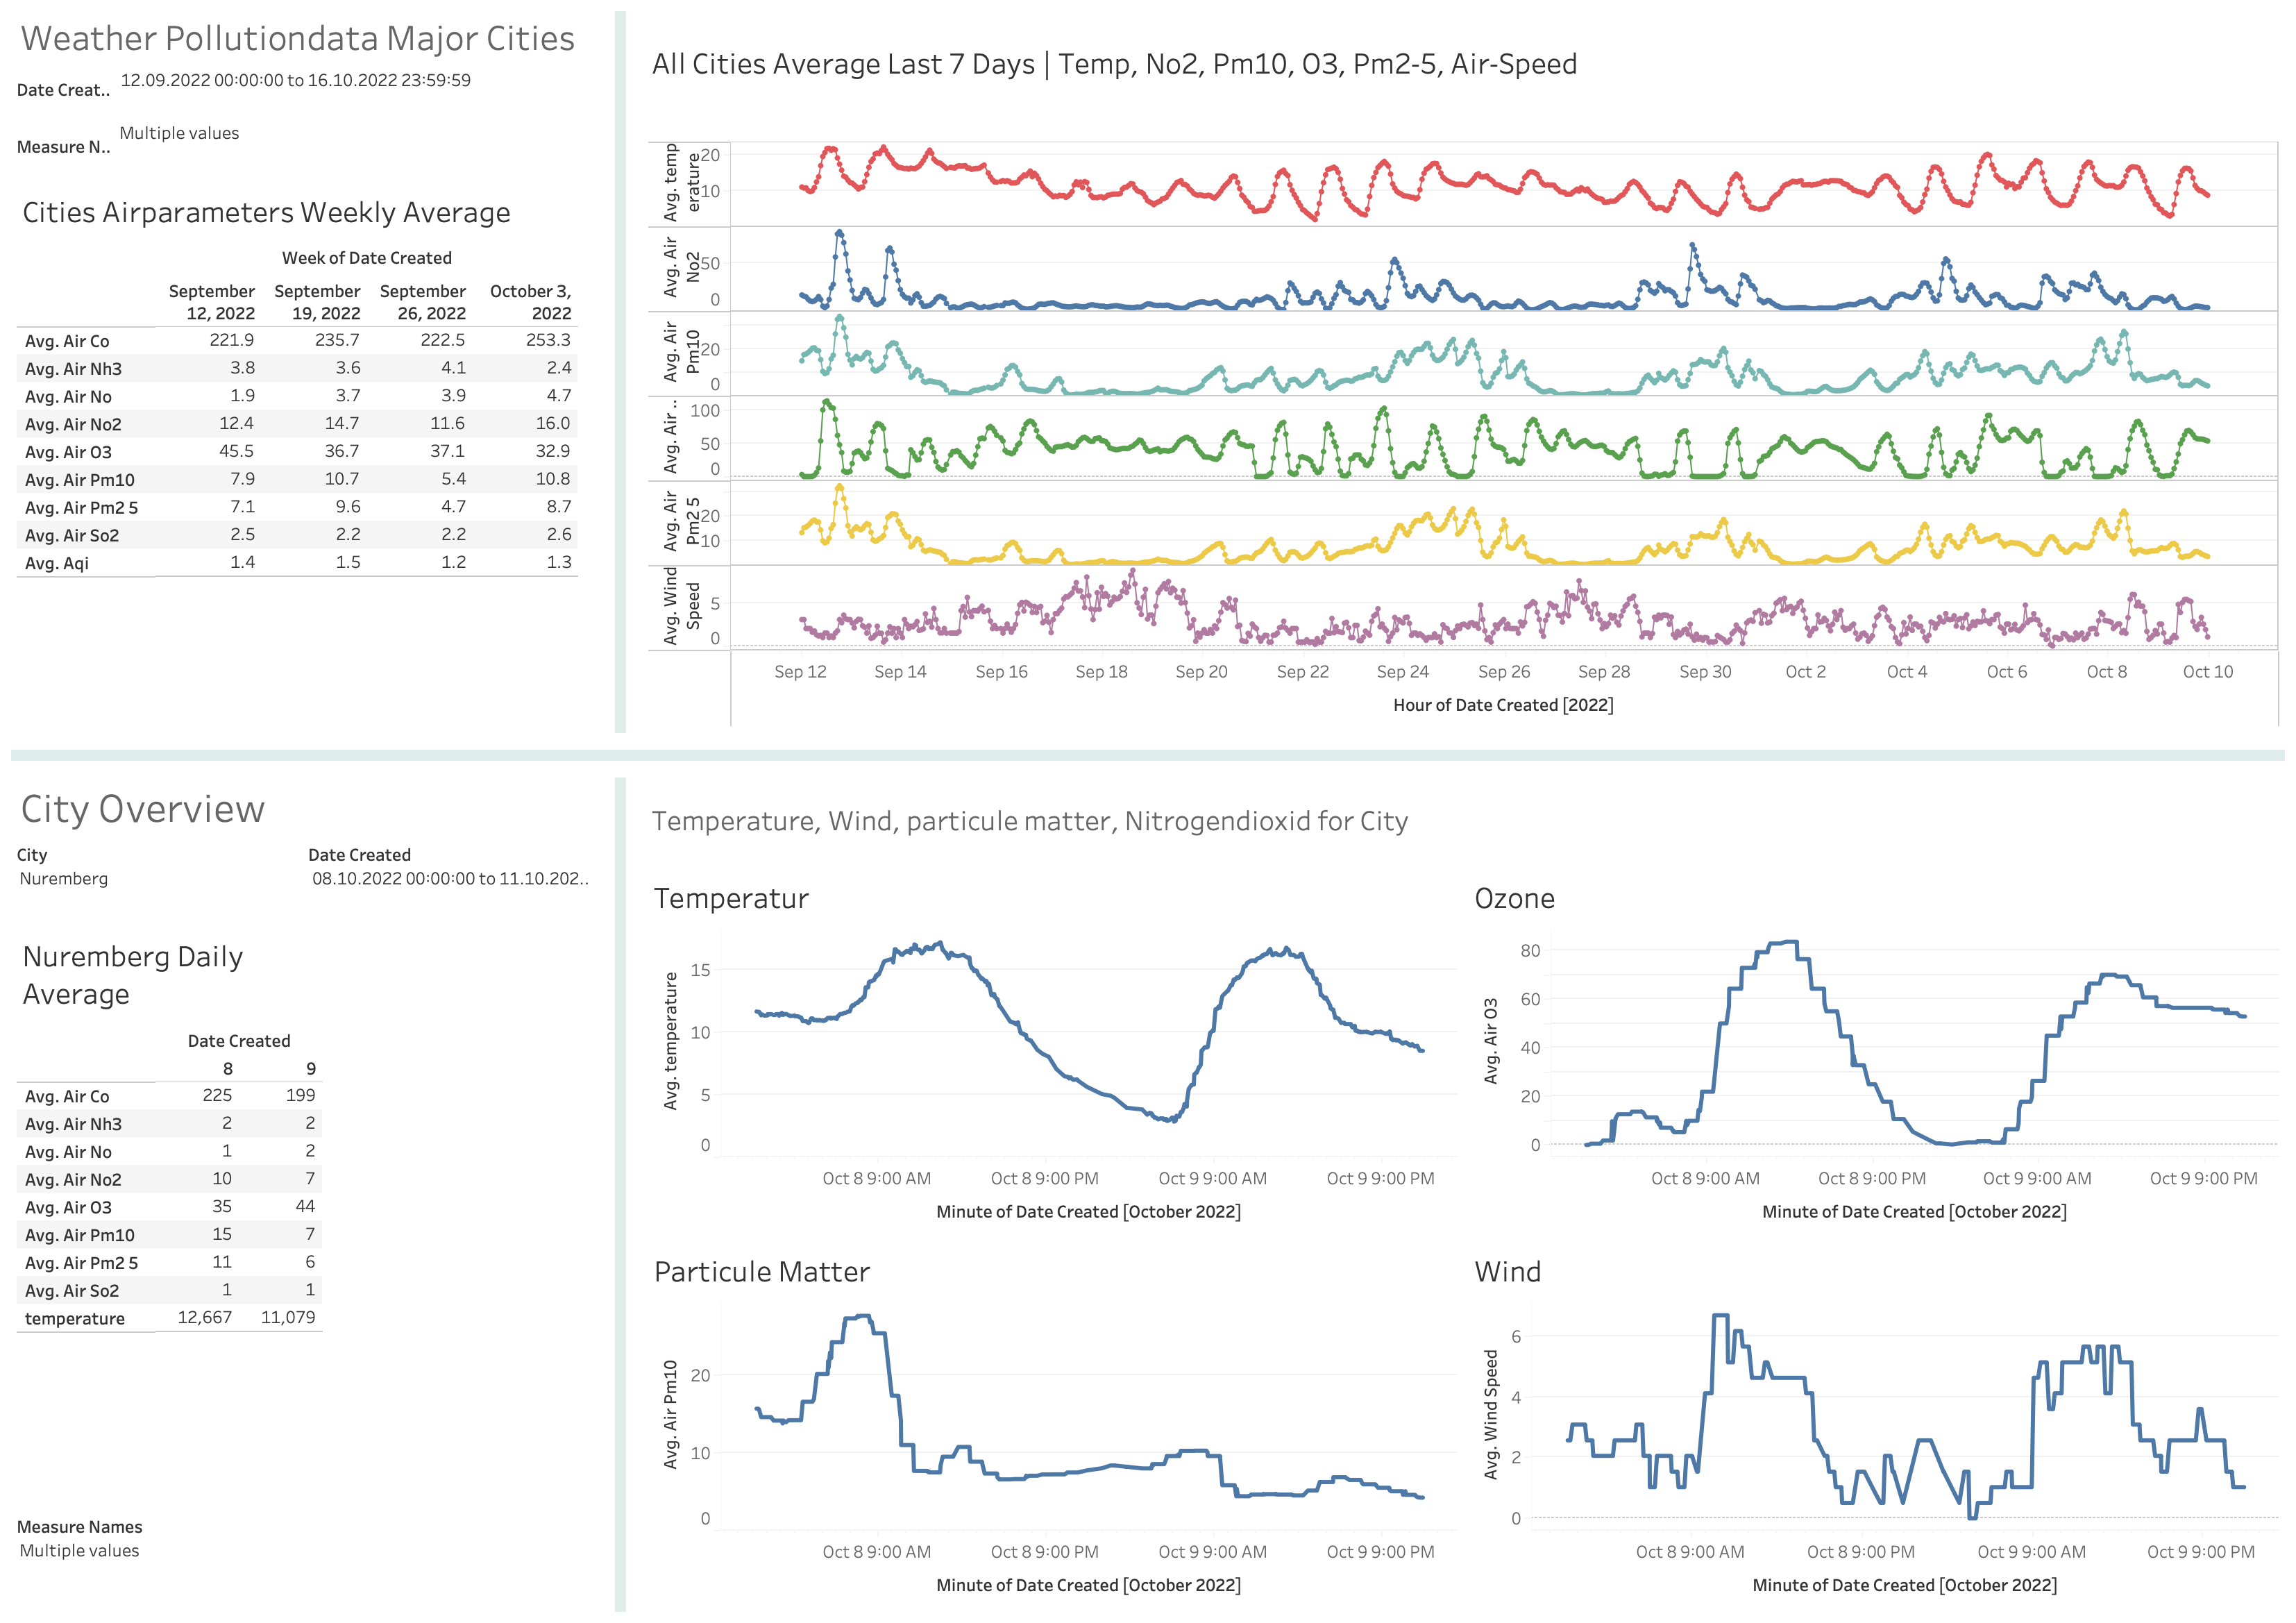 Weather Pollutiondata Major Cities
Date Creat..
12.09.2022 00:00:00 to 16.10.2022 23:59:59
Measure N..
Multiple values
Cities Airparameters Weekly Average
Week of Date Created
September 12, 2022 September 19, 2022 September 26, 2022 October 3, 2022
Avg. Air Co 221.9 235.7 222.5 253.3
Avg. Air Nh3 3.8 3.6 4.1 2.4
Avg. Air No 1.9 3.7 3.9 4.7
Avg. Air No2 12.4 14.7 11.6 16.0
Avg. Air O3 45.5 36.7 37.1 32.9
Avg. Air Pm10 7.9 10.7 5.4 10.8
Avg. Air Pm2 5 7.1 9.6 4.7 8.7
Avg. Air So2 2.5 2.2 2.2 2.6
Avg. Aqi 1.4 1.5 1.2 1.3
All Cities Average Last 7 Days | Temp, No2, Pm10, O3, Pm2-5, Air-Speed
Avg. temp
erature
20
10
Avg. Air
No2
50
0
Avg. Air
Pm10
20
0
Avg. Air ..
100
50
0
Avg. Air
Pm2 5
20
10
Avg. Wind
Speed
5
0
Sep 12 Sep 14 Sep 16 Sep 18 Sep 20 Sep 22 Sep 24 Sep 26 Sep 28 Sep 30 Oct 2 Oct 4 Oct 6 Oct 8 Oct 10
Hour of Date Created [2022]
City Overview
City
Nuremberg
Date Created
08.10.2022 00:00:00 to 11.10.202..
Nuremberg Daily
Average
Date Created
8 9
Avg. Air Co 225 199
Avg. Air Nh3 2 2
Avg. Air No 1 2
Avg. Air No2 10 7
Avg. Air O3 35 44
Avg. Air Pm10 15 7
Avg. Air Pm2 5 11 6
Avg. Air So2 1 1
temperature 12,667 11,079
Measure Names
Multiple values
Temperature, Wind, particule matter, Nitrogendioxid for City
Temperatur
Avg. temperature
15
10
5
0
Oct 8 9:00 AM Oct 8 9:00 PM Oct 9 9:00 AM Oct 9 9:00 PM
Minute of Date Created [October 2022]
Ozone
Avg. Air O3
80
60
40
20
0
Oct 8 9:00 AM Oct 8 9:00 PM Oct 9 9:00 AM Oct 9 9:00 PM
Minute of Date Created [October 2022]
Particule Matter
Avg. Air Pm10
20
10
0
Oct 8 9:00 AM Oct 8 9:00 PM Oct 9 9:00 AM Oct 9 9:00 PM
Minute of Date Created [October 2022]
Wind
Avg. Wind Speed
6
4
2
0
Oct 8 9:00 AM Oct 8 9:00 PM Oct 9 9:00 AM Oct 9 9:00 PM
Minute of Date Created [October 2022]